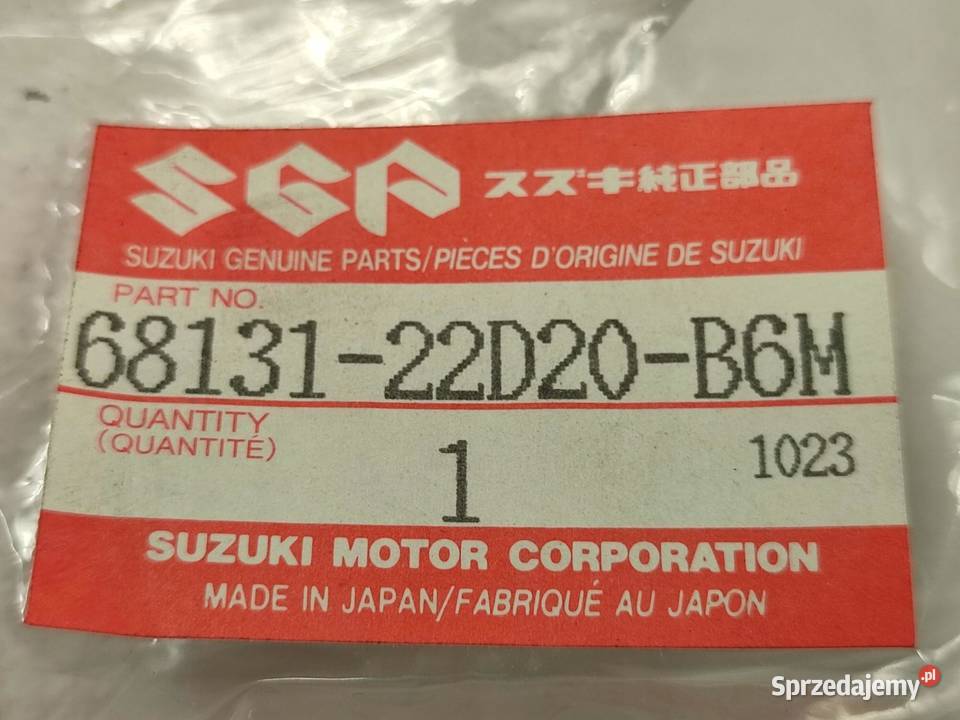 SGP スズキ純正部品
SUZUKI GENUINE PARTS/PIÈCES D'ORIGINE DE SUZUKI
PART NO.
68131-22D20-B6M
QUANTITY
(QUANTITÉ)
1
1023
SUZUKI MOTOR CORPORATION
MADE IN JAPAN/FABRIQUÉ AU JAPON
Sprzedajemy.pl